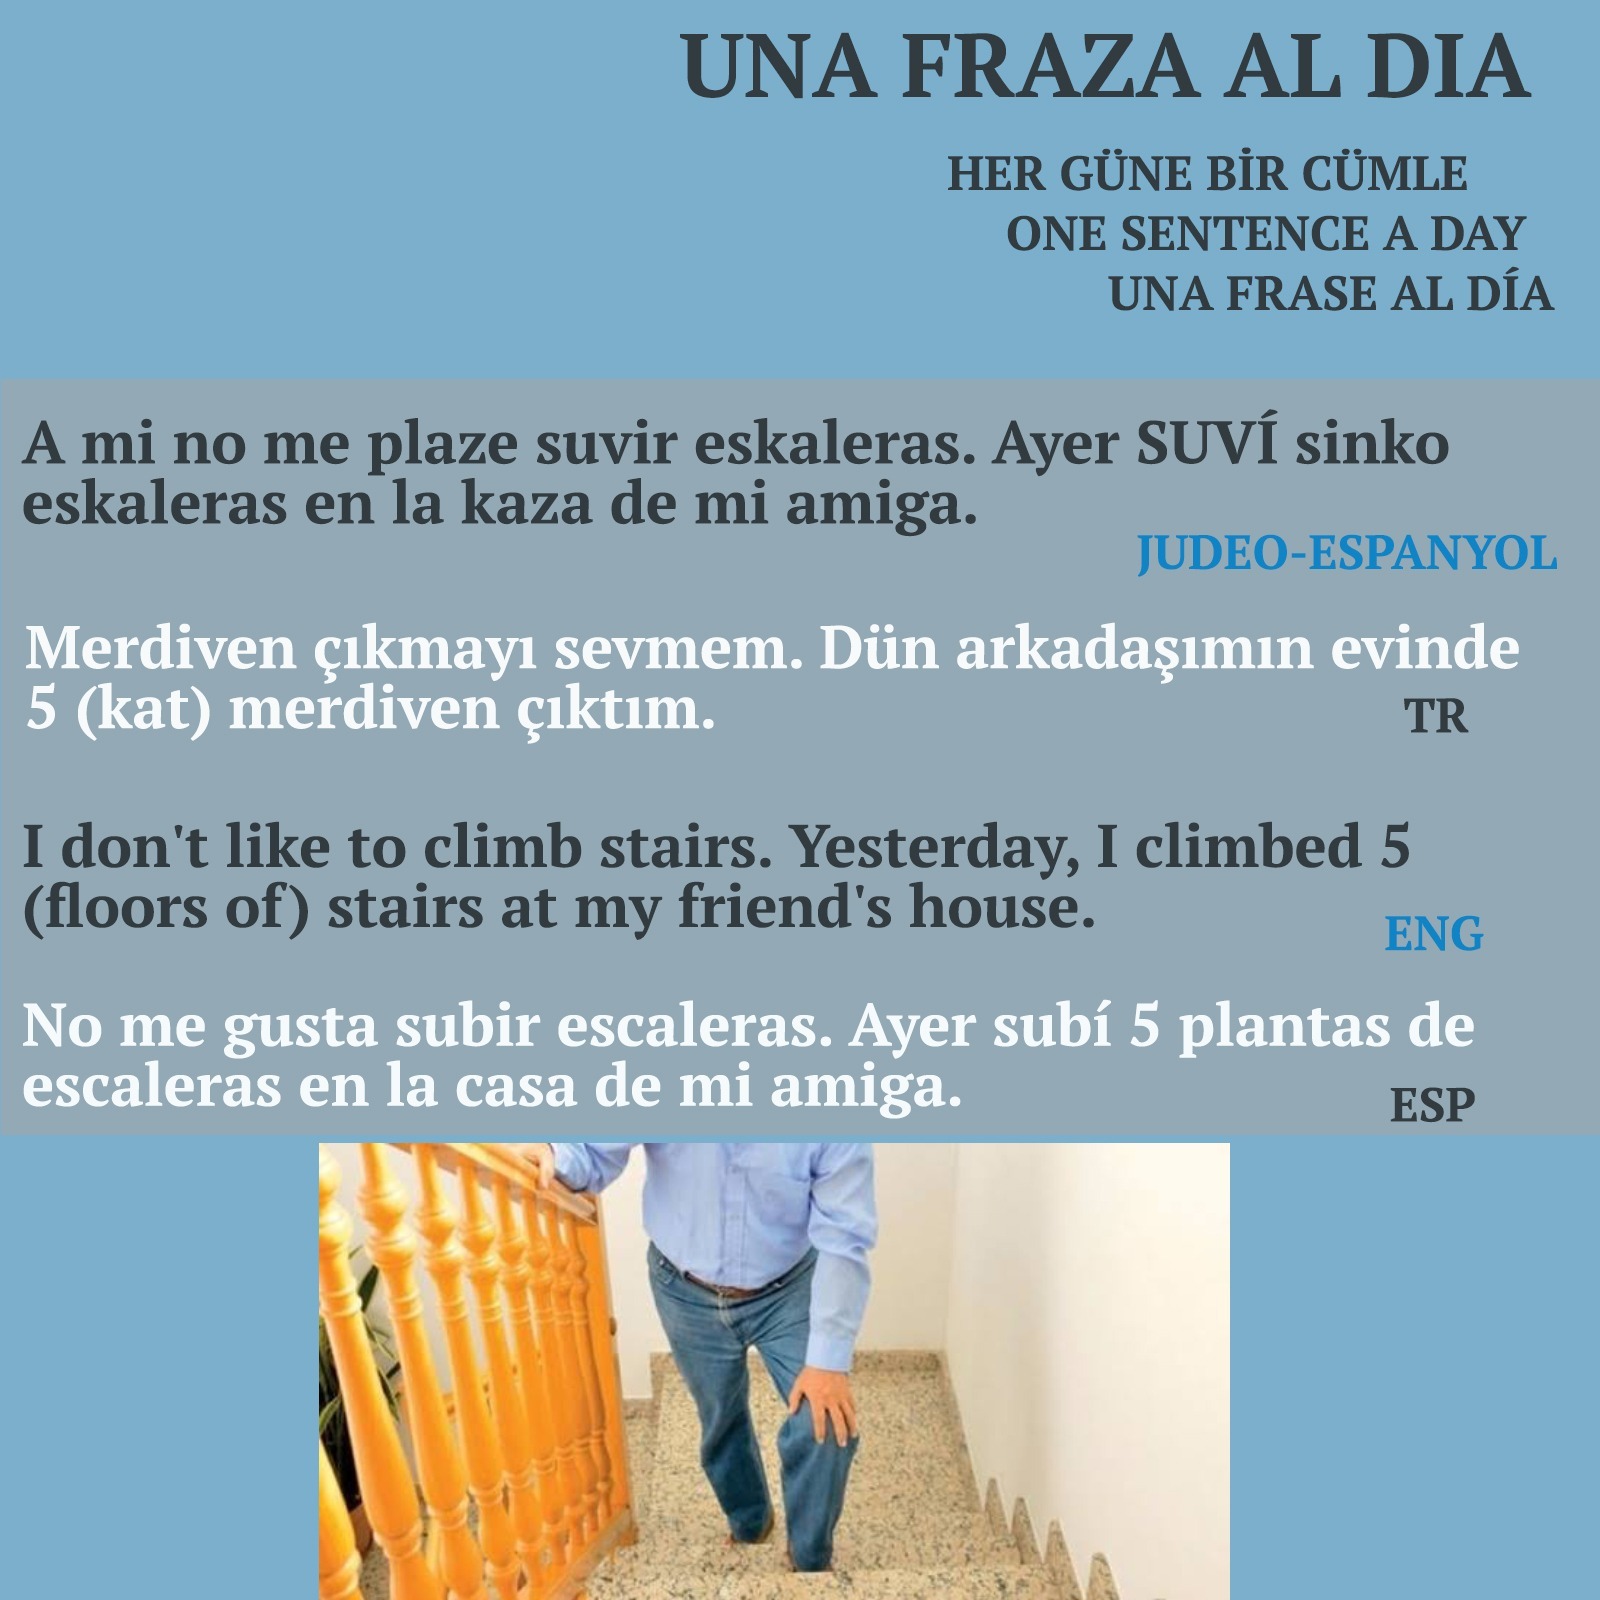 UNA FRAZA AL DIA
HER GÜNE BİR CÜMLE
ONE SENTENCE A DAY
UNA FRASE AL DÍA
A mi no me plaze suvir eskaleras. Ayer SUVÍ sinko
eskaleras en la kaza de mi amiga.
JUDEO-ESPANYOL
Merdiven çıkmayı sevmem. Dün arkadaşımın evinde
5 (kat) merdiven çıktım.
TR
I don't like to climb stairs. Yesterday, I climbed 5
(floors of) stairs at my friend's house.
ENG
No me gusta subir escaleras. Ayer subí 5 plantas de
escaleras en la casa de mi amiga.
ESP